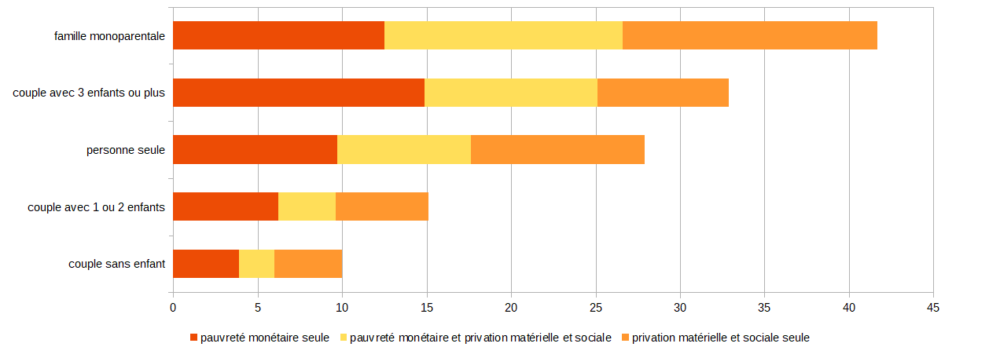 famille monoparentale
couple avec 3 enfants ou plus
personne seule
couple avec 1 ou 2 enfants
couple sans enfant
0 5 10 15 20 25 30 35 40 45
pauvreté monétaire seule pauvreté monétaire et privation matérielle et sociale privation matérielle et sociale seule